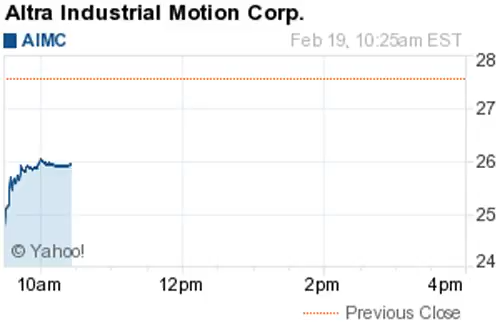 Altra Industrial Motion Corp.
AIMC Feb 19, 10:25am EST
28
27
26
25
24
© Yahoo!
10am 12pm 2pm 4pm
Previous Close